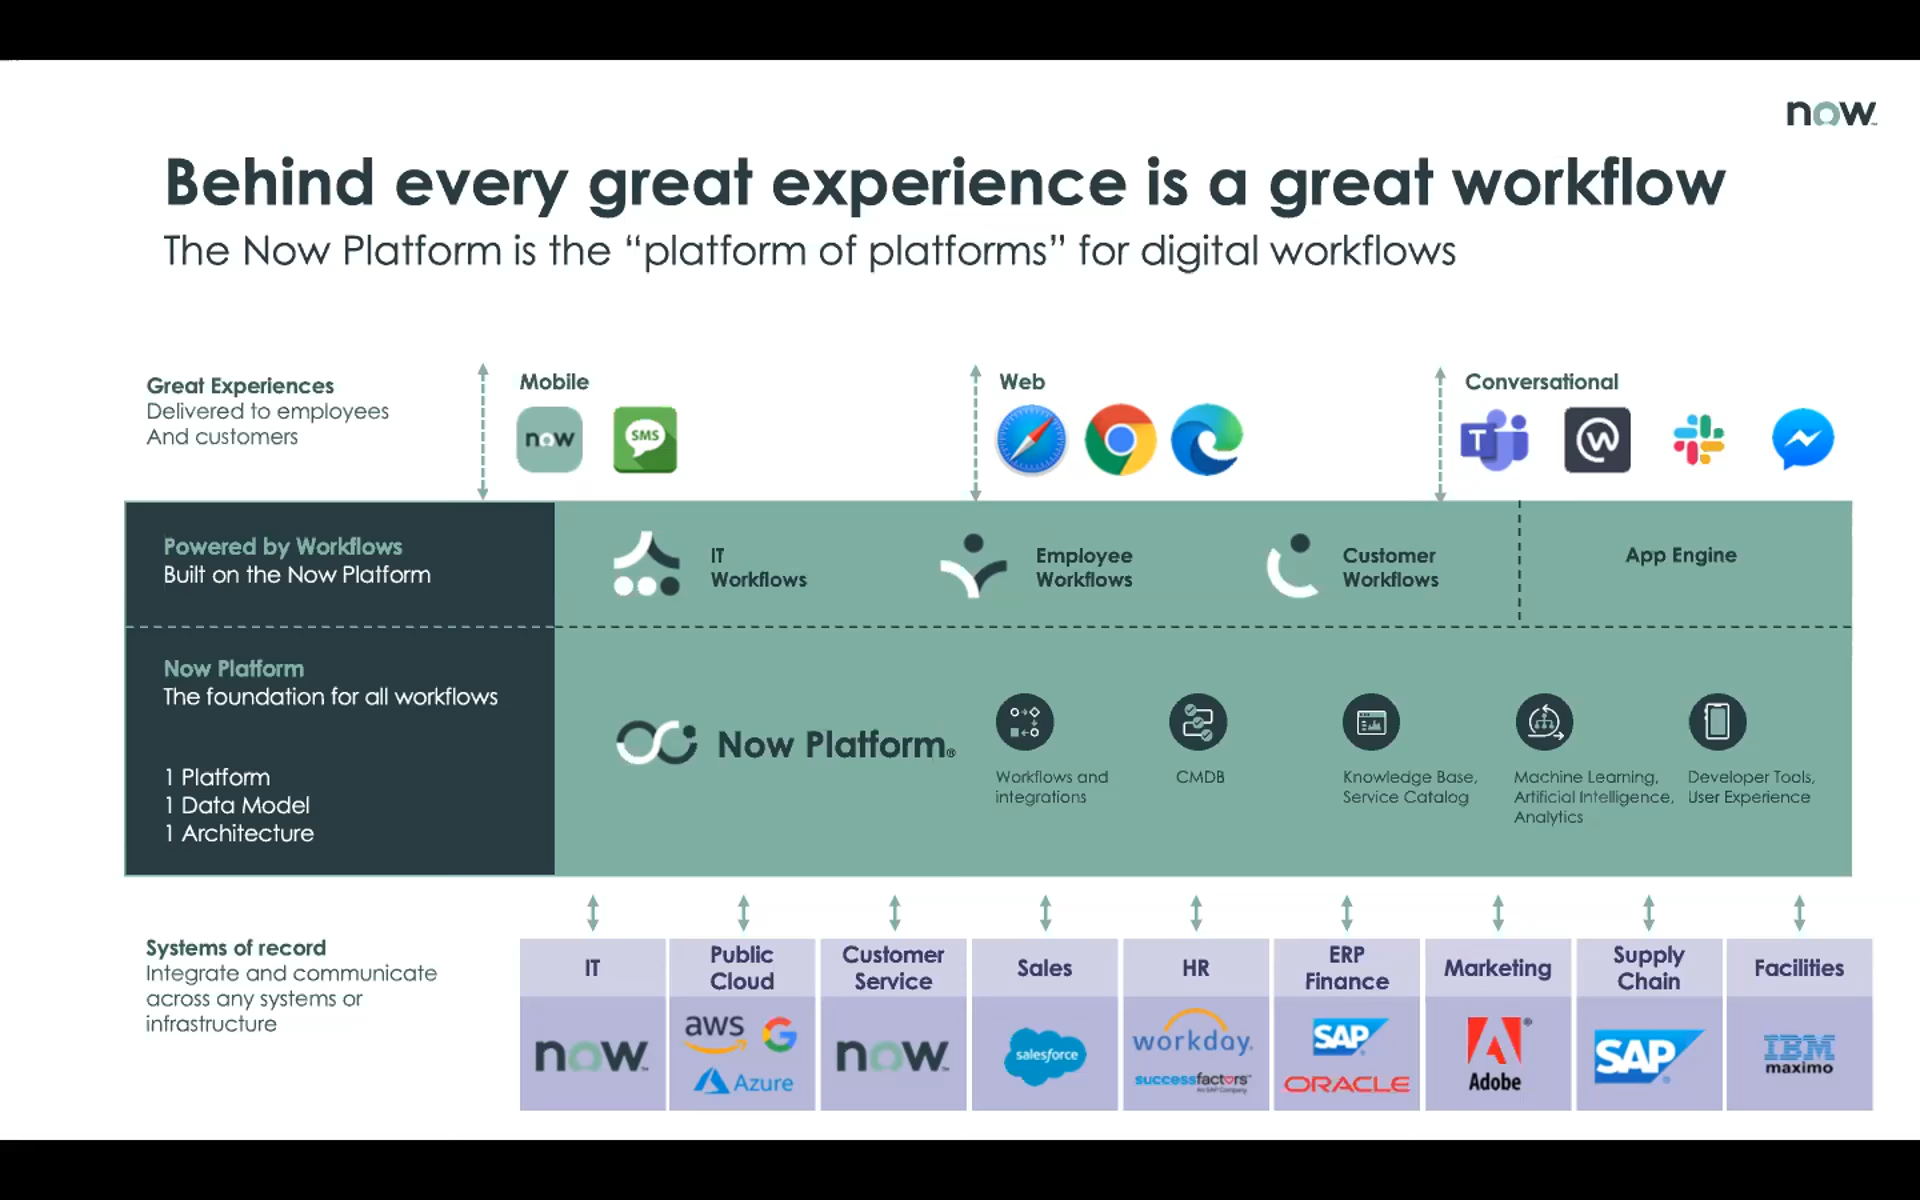 now
Behind every great experience is a great workflow
The Now Platform is the “platform of platforms” for digital workflows
Great Experiences
Delivered to employees
And customers
Mobile
now
SMS
Web
Conversational
T
W
Powered by Workflows
Built on the Now Platform
IT
Workflows
Employee
Workflows
Customer
Workflows
App Engine
Now Platform
The foundation for all workflows
1 Platform
1 Data Model
1 Architecture
Now Platform®
Workflows and
integrations
CMDB
Knowledge Base,
Service Catalog
Machine Learning,
Artificial Intelligence,
Analytics
Developer Tools,
User Experience
Systems of record
Integrate and communicate
across any systems or
infrastructure
IT
now
Public
Cloud
aws
G
Azure
Customer
Service
now
Sales
salesforce
HR
workday.
successfactors™
An SAP Company
ERP
Finance
SAP
ORACLE
Marketing
Adobe
Supply
Chain
SAP
Facilities
IBM
maximo